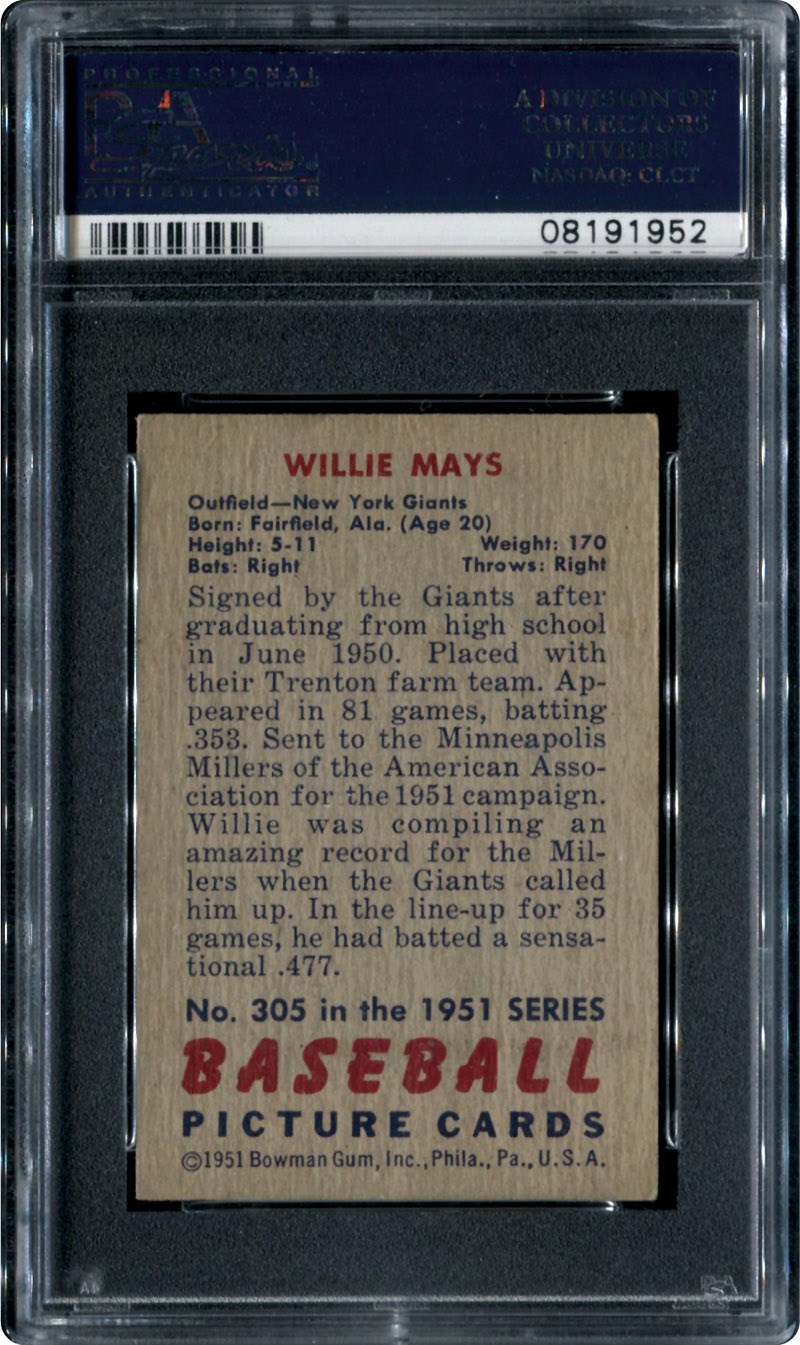 PROFESSIONAL
PSA
AUTHENTICATOR
A DIVISION OF
COLLECTORS
UNIVERSE
NASDAQ: CLCT
08191952
WILLIE MAYS
Outfield—New York Giants
Born: Fairfield, Ala. (Age 20)
Height: 5-11 Weight: 170
Bats: Right Throws: Right
Signed by the Giants after
graduating from high school
in June 1950. Placed with
their Trenton farm team. Ap-
peared in 81 games, batting
.353. Sent to the Minneapolis
Millers of the American Asso-
ciation for the 1951 campaign.
Willie was compiling an
amazing record for the Mil-
lers when the Giants called
him up. In the line-up for 35
games, he had batted a sensa-
tional .477.
No. 305 in the 1951 SERIES
BASEBALL
PICTURE CARDS
©1951 Bowman Gum, Inc., Phila., Pa., U.S.A.
PSA